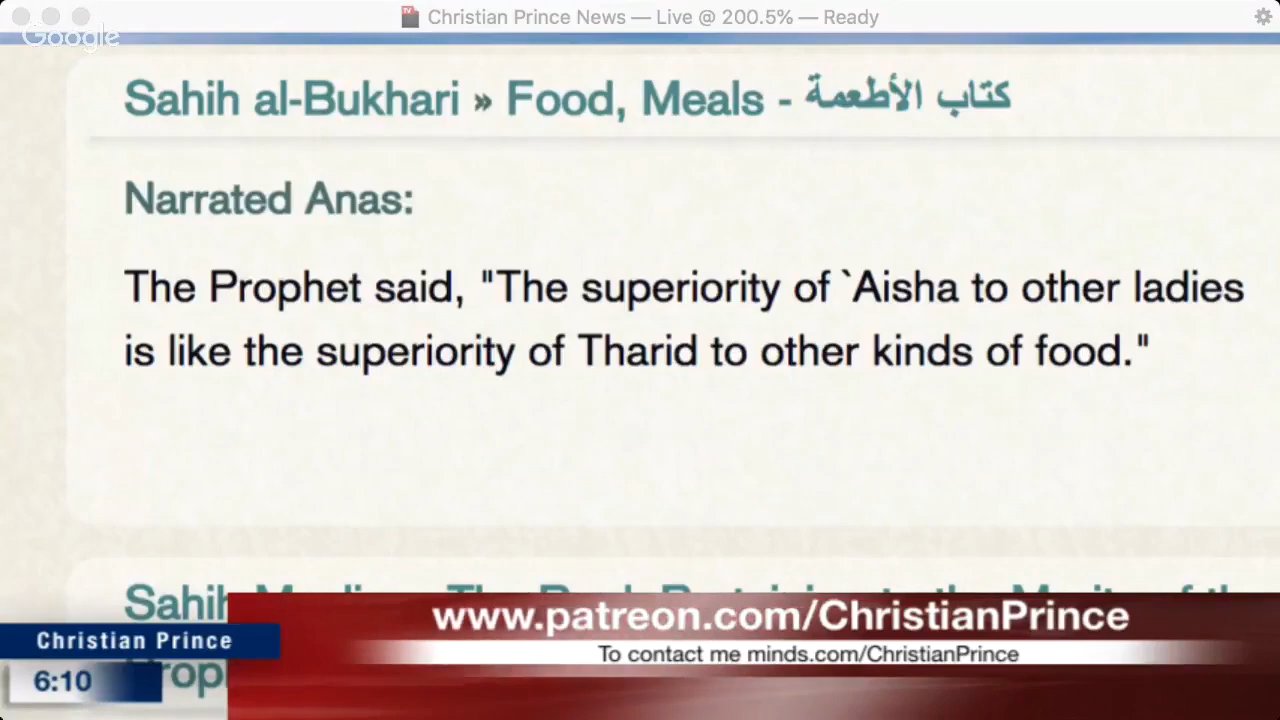 Christian Prince News — Live @ 200.5% — Ready
Google
Sahih al-Bukhari » Food, Meals - كتاب الأطعمة
Narrated Anas:
The Prophet said, "The superiority of `Aisha to other ladies
is like the superiority of Tharid to other kinds of food."
www.patreon.com/ChristianPrince
To contact me minds.com/ChristianPrince
Christian Prince
6:10